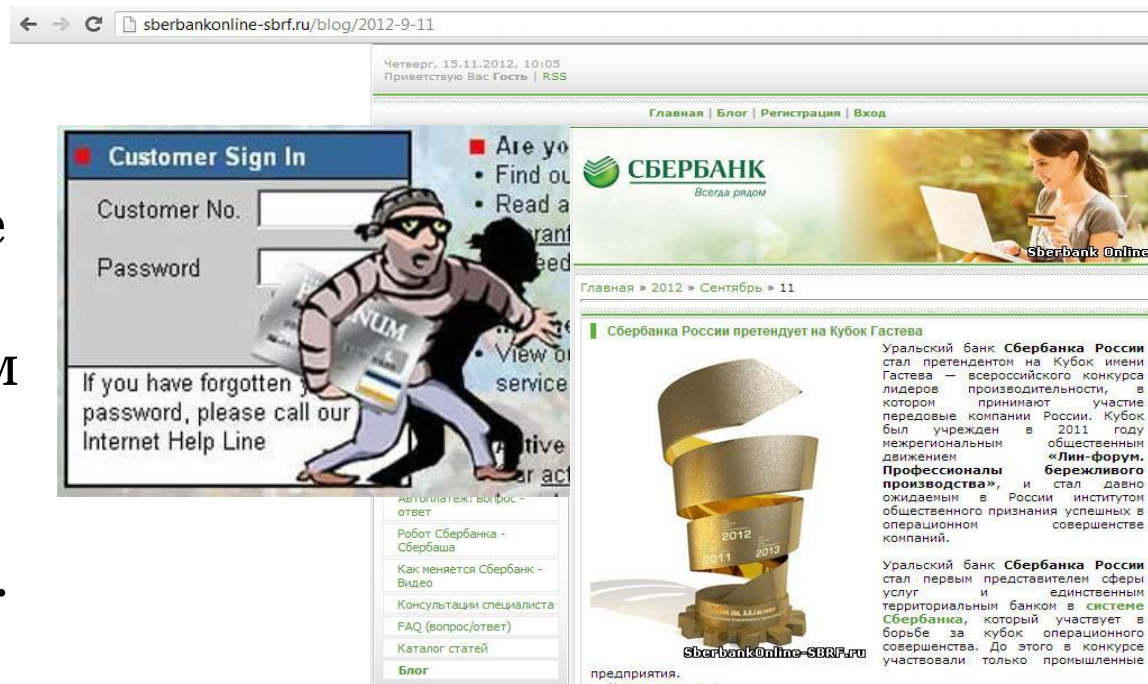 sberbankonline-sbrf.ru/blog/2012-9-11
Четверг, 15.11.2012, 10:05
Приветствую Вас Гость | RSS
Главная | Блог | Регистрация | Вход
Customer Sign In
Customer No.
Password
If you have forgotten
password, please call our
Internet Help Line
Are yo
• Find ou
• Read a
• View o
service
СБЕРБАНК
Всегда рядом
Sberbank Online
Главная » 2012 » Сентябрь » 11
Сбербанка России претендует на Кубок Гастева
Уральский банк Сбербанка России
стал претендентом на Кубок имени
Гастева — всероссийского конкурса
лидеров производительности, в
котором принимают участие
передовые компании России. Кубок
был учрежден в 2011 году
межрегиональным общественным
движением «Лин-форум.
Профессионалы бережливого
производства», и стал давно
ожидаемым в России институтом
общественного признания успешных в
операционном совершенстве
компаний.
Уральский банк Сбербанка России
стал первым представителем сферы
услуг и единственным
территориальным банком в системе
Сбербанка, который участвует в
борьбе за кубок операционного
совершенства. До этого в конкурсе
участвовали только промышленные
предприятия.
2012
2011 2013
SberbankOnline-SBRF.ru
Автоплатеж: вопрос -
ответ
Робот Сбербанка -
Сбербаша
Как меняется Сбербанк -
Видео
Консультации специалиста
FAQ (вопрос/ответ)
Каталог статей
Блог